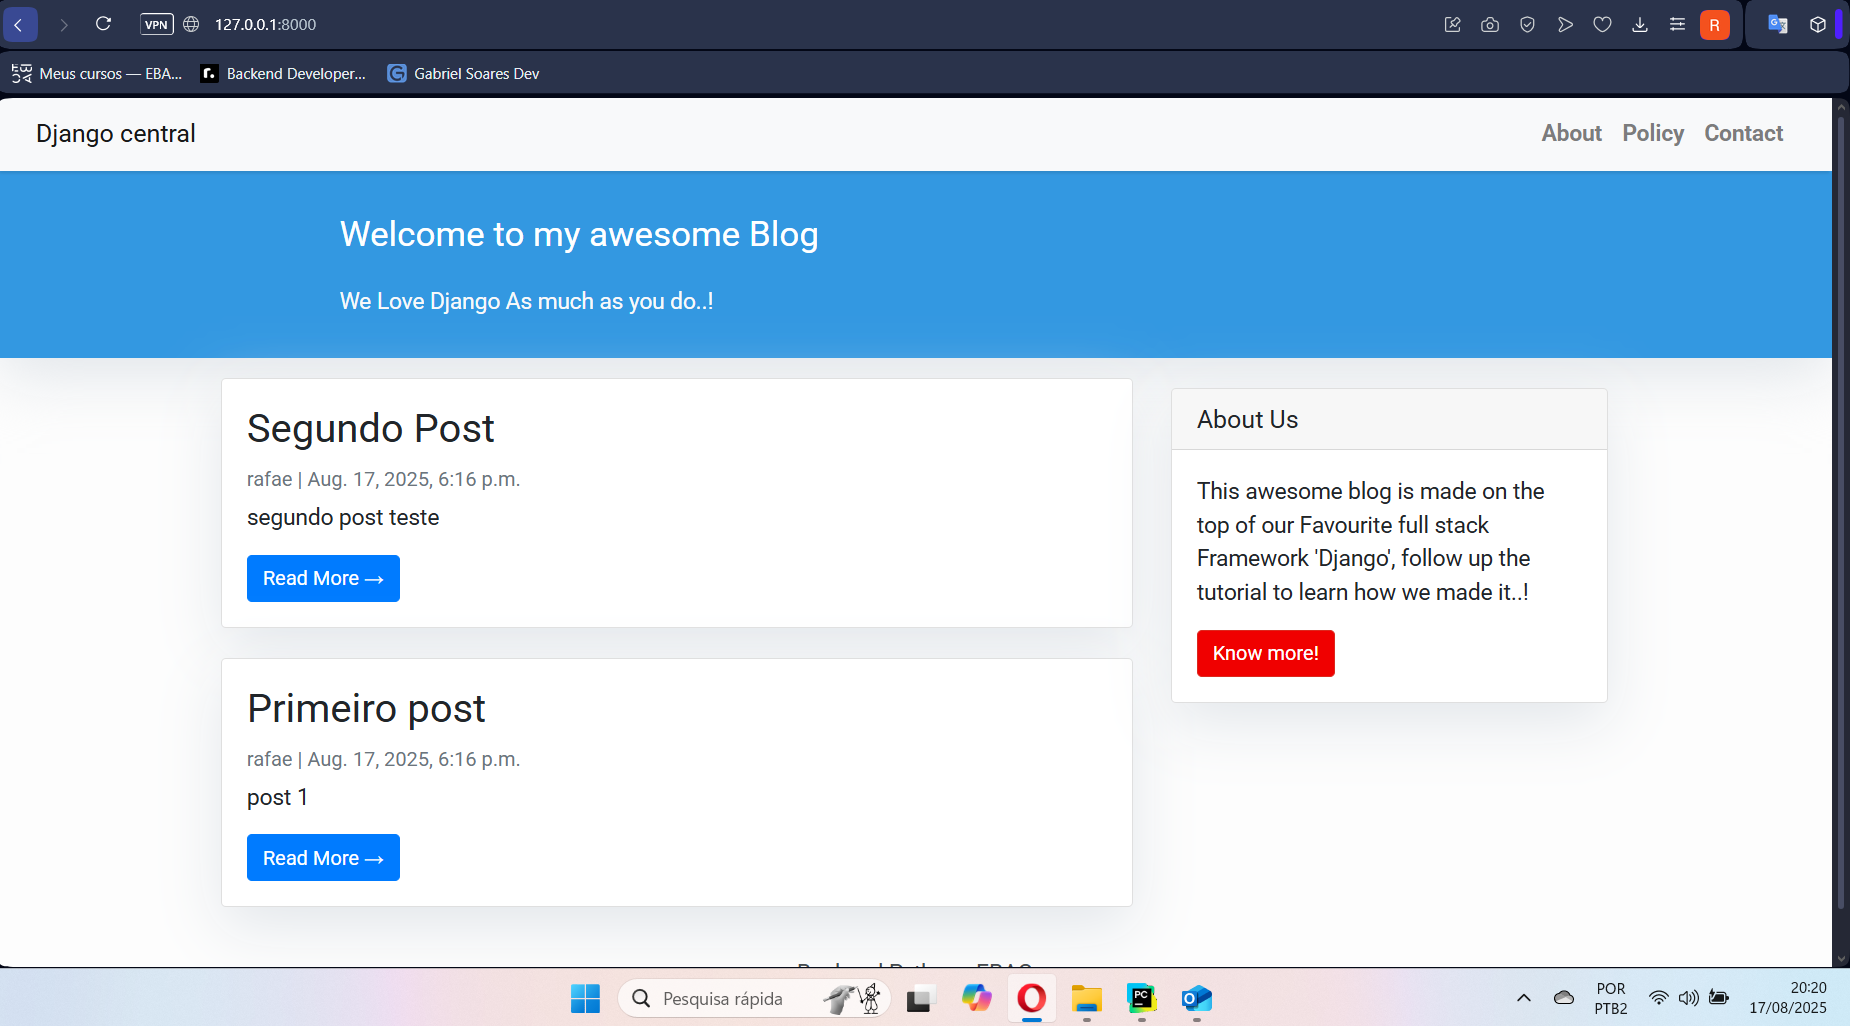 VPN 127.0.0.1:8000
R
Meus cursos — EBA... Backend Developer... Gabriel Soares Dev
Django central
About Policy Contact
Welcome to my awesome Blog
We Love Django As much as you do..!
Segundo Post
rafae | Aug. 17, 2025, 6:16 p.m.
segundo post teste
Read More →
Primeiro post
rafae | Aug. 17, 2025, 6:16 p.m.
post 1
Read More →
About Us
This awesome blog is made on the
top of our Favourite full stack
Framework 'Django', follow up the
tutorial to learn how we made it..!
Know more!
Pesquisa rápida
POR
PTB2
20:20
17/08/2025